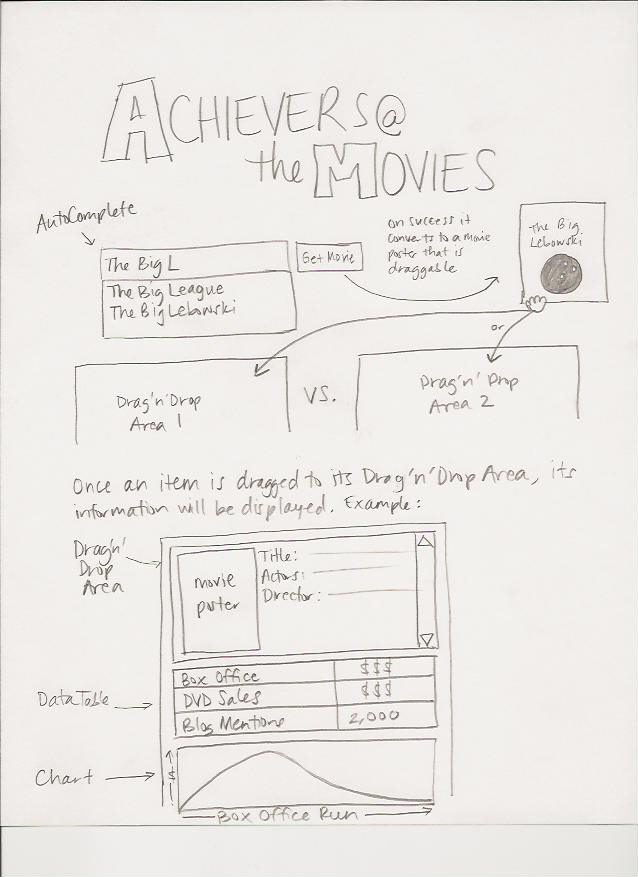 ACHIEVERS@
the MOVIES
AutoComplete
The Big L
Get Movie
The Big League
The Big Lebowski
on success it
converts to a movie
poster that is
draggable
The Big
Lebowski
or
Drag'n'Drop
Area 1
VS.
Drag'n'Drop
Area 2
Once an item is dragged to its Drag'n'Drop Area, its
information will be displayed. Example:
Drag'n'
Drop
Area
movie
poster
Title:
Actors:
Director:
DataTable
Box Office $$$
DVD Sales $$$
Blog Mentions 2,000
Chart
$
Box Office Run